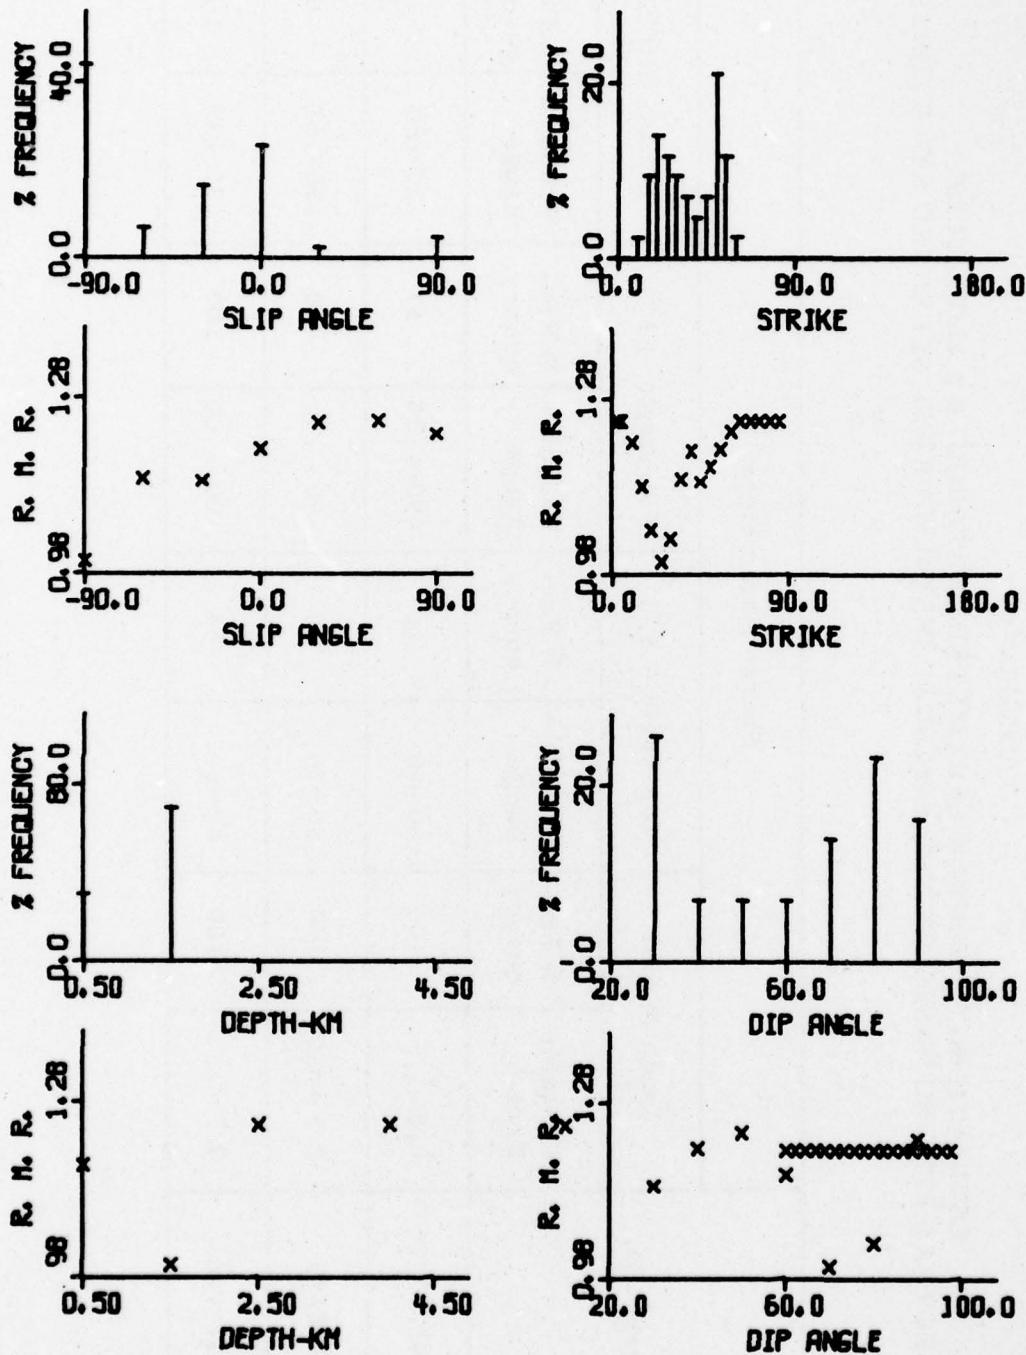 % FREQUENCY
40.0
0.0
-90.0 0.0 90.0
SLIP ANGLE
% FREQUENCY
20.0
0.0
0.0 90.0 180.0
STRIKE
R. M. R.
1.28
0.98
-90.0 0.0 90.0
SLIP ANGLE
R. M. R.
1.28
0.98
0.0 90.0 180.0
STRIKE
% FREQUENCY
80.0
0.0
0.50 2.50 4.50
DEPTH-KM
% FREQUENCY
20.0
0.0
20.0 60.0 100.0
DIP ANGLE
R. M. R.
1.28
98
0.50 2.50 4.50
DEPTH-KM
R. M. R.
1.28
0.98
20.0 60.0 100.0
DIP ANGLE